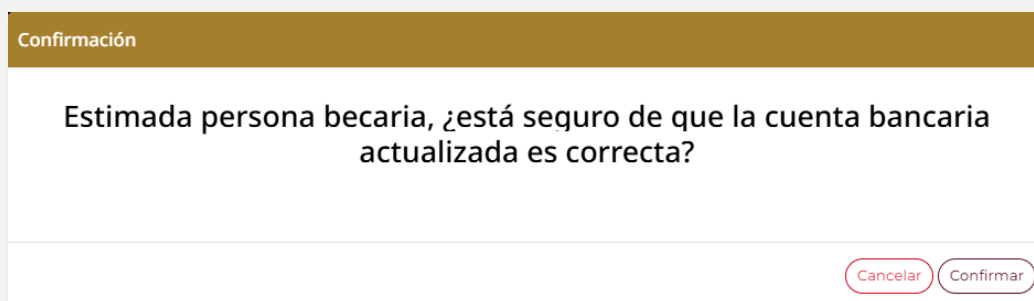 Confirmación
Estimada persona becaria, ¿está seguro de que la cuenta bancaria
actualizada es correcta?
Cancelar
Confirmar